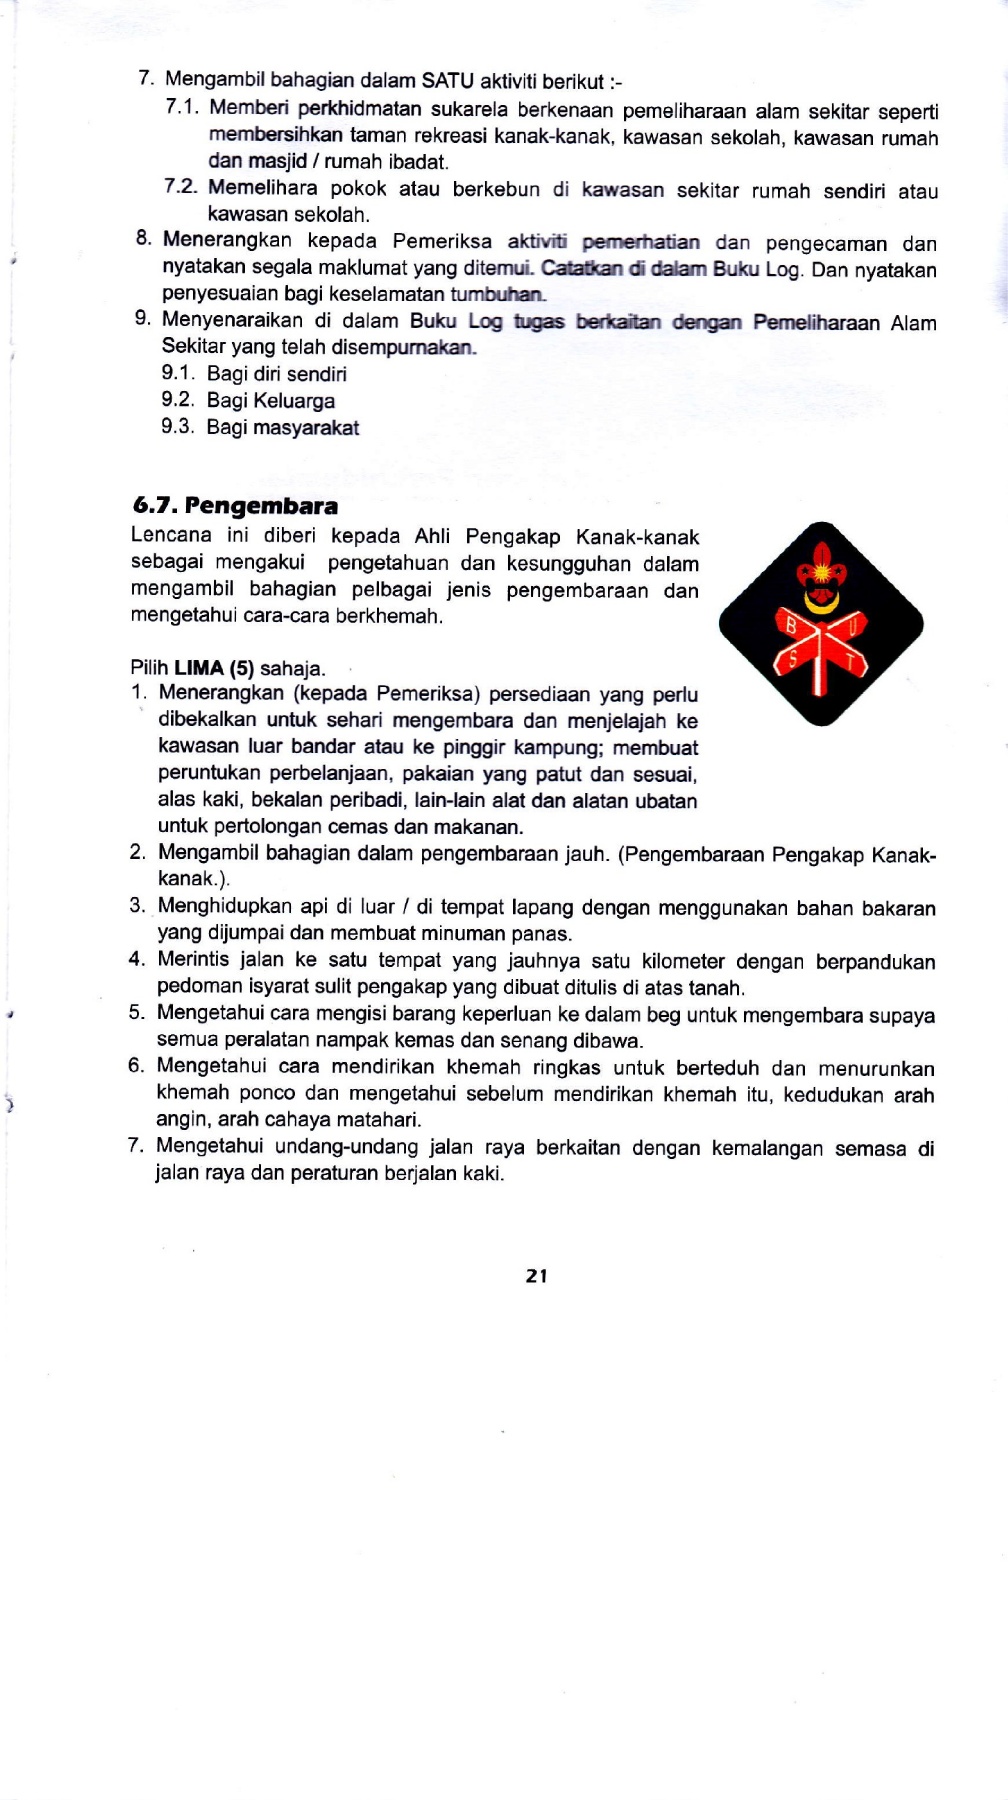 7. Mengambil bahagian dalam SATU aktiviti berikut :-
7.1. Memberi perkhidmatan sukarela berkenaan pemeliharaan alam sekitar seperti
membersihkan taman rekreasi kanak-kanak, kawasan sekolah, kawasan rumah
dan masjid / rumah ibadat.
7.2. Memelihara pokok atau berkebun di kawasan sekitar rumah sendiri atau
kawasan sekolah.
8. Menerangkan kepada Pemeriksa aktiviti pemerhatian dan pengecaman dan
nyatakan segala maklumat yang ditemui. Catatkan di dalam Buku Log. Dan nyatakan
penyesuaian bagi keselamatan tumbuhan.
9. Menyenaraikan di dalam Buku Log tugas berkaitan dengan Pemeliharaan Alam
Sekitar yang telah disempurnakan.
9.1. Bagi diri sendiri
9.2. Bagi Keluarga
9.3. Bagi masyarakat
6.7. Pengembara
Lencana ini diberi kepada Ahli Pengakap Kanak-kanak
sebagai mengakui pengetahuan dan kesungguhan dalam
mengambil bahagian pelbagai jenis pengembaraan dan
mengetahui cara-cara berkhemah.
B U
S T
Pilih LIMA (5) sahaja.
1. Menerangkan (kepada Pemeriksa) persediaan yang perlu
dibekalkan untuk sehari mengembara dan menjelajah ke
kawasan luar bandar atau ke pinggir kampung; membuat
peruntukan perbelanjaan, pakaian yang patut dan sesuai,
alas kaki, bekalan peribadi, lain-lain alat dan alatan ubatan
untuk pertolongan cemas dan makanan.
2. Mengambil bahagian dalam pengembaraan jauh. (Pengembaraan Pengakap Kanak-
kanak.).
3. Menghidupkan api di luar / di tempat lapang dengan menggunakan bahan bakaran
yang dijumpai dan membuat minuman panas.
4. Merintis jalan ke satu tempat yang jauhnya satu kilometer dengan berpandukan
pedoman isyarat sulit pengakap yang dibuat ditulis di atas tanah.
5. Mengetahui cara mengisi barang keperluan ke dalam beg untuk mengembara supaya
semua peralatan nampak kemas dan senang dibawa.
6. Mengetahui cara mendirikan khemah ringkas untuk berteduh dan menurunkan
khemah ponco dan mengetahui sebelum mendirikan khemah itu, kedudukan arah
angin, arah cahaya matahari.
7. Mengetahui undang-undang jalan raya berkaitan dengan kemalangan semasa di
jalan raya dan peraturan berjalan kaki.
21